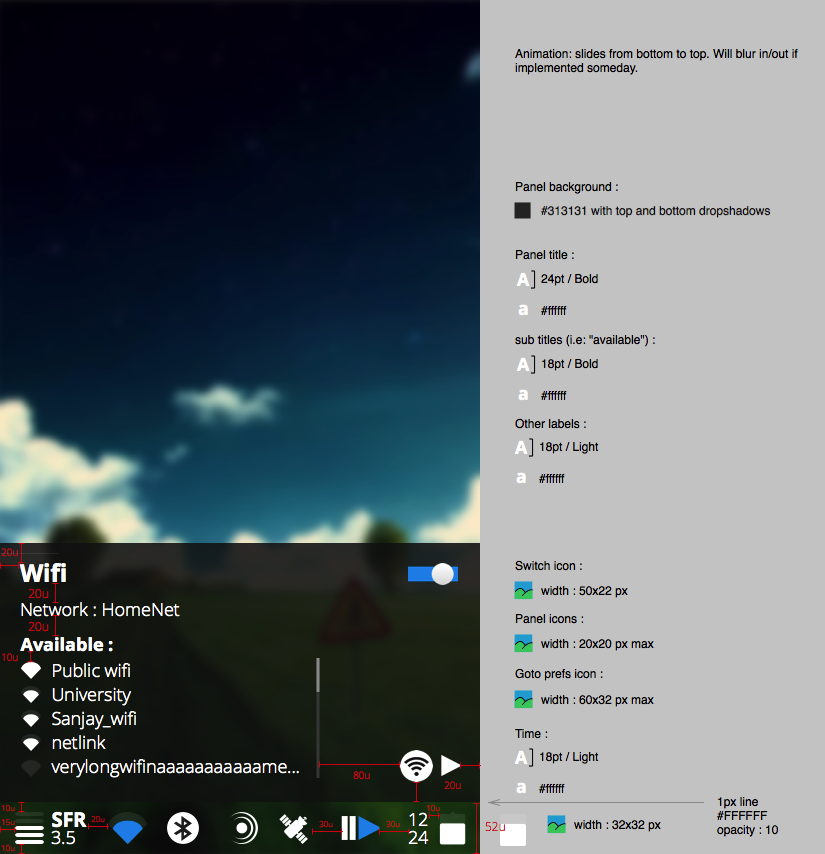 Animation: slides from bottom to top. Will blur in/out if
implemented someday.
Panel background :
#313131 with top and bottom dropshadows
Panel title :
A] 24pt / Bold
a #ffffff
sub titles (i.e: "available") :
A] 18pt / Bold
a #ffffff
Other labels :
A] 18pt / Light
a #ffffff
Switch icon :
width : 50x22 px
Panel icons :
width : 20x20 px max
Goto prefs icon :
width : 60x32 px max
Time :
A] 18pt / Light
a #ffffff
1px line
#FFFFFF
opacity : 10
width : 32x32 px
20u
Wifi
20u
Network : HomeNet
20u
Available :
10u
Public wifi
University
Sanjay_wifi
netlink
verylongwifinaaaaaaaaaaame...
80u
20u
10u
15u
10u
SFR
3.5
20u
30u
30u
12
24
10u
52u